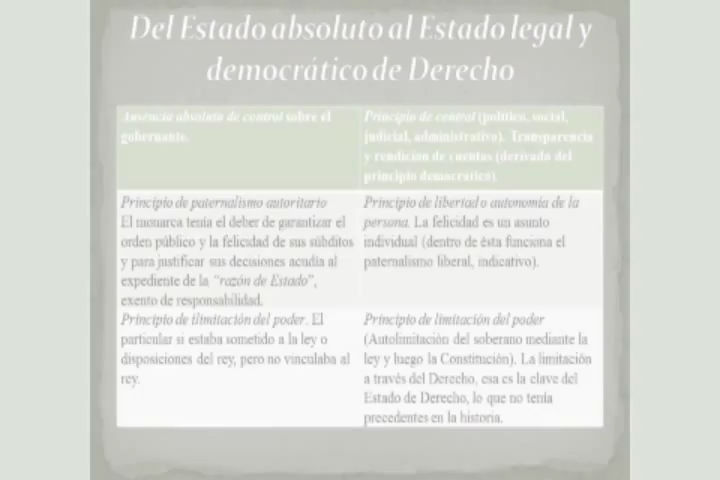 Del Estado absoluto al Estado legal y
democrático de Derecho
Ausencia absoluta de control sobre el
gobernante.
Principio de control (político, social,
judicial, administrativo). Transparencia
y rendición de cuentas (derivado del
principio democrático).
Principio de paternalismo autoritario
El monarca tenía el deber de garantizar el
orden público y la felicidad de sus súbditos
y para justificar sus decisiones acudía al
expediente de la “razón de Estado”,
exento de responsabilidad.
Principio de libertad o autonomía de la
persona. La felicidad es un asunto
individual (dentro de ésta funciona el
paternalismo liberal, indicativo).
Principio de ilimitación del poder. El
particular si estaba sometido a la ley o
disposiciones del rey, pero no vinculaba al
rey.
Principio de limitación del poder
(Autolimitación del soberano mediante la
ley y luego la Constitución). La limitación
a través del Derecho, esa es la clave del
Estado de Derecho, lo que no tenía
precedentes en la historia.